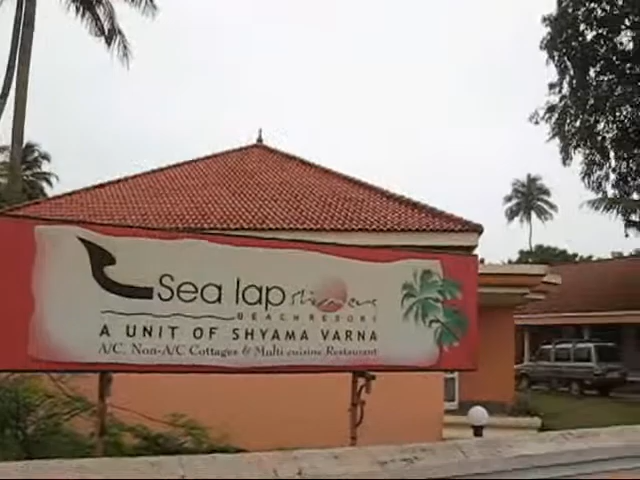 Sea lap
BEACH RESORT
A UNIT OF SHYAMA VARNA
A/C, Non-A/C Cottages & Multi cuisine Restaurant